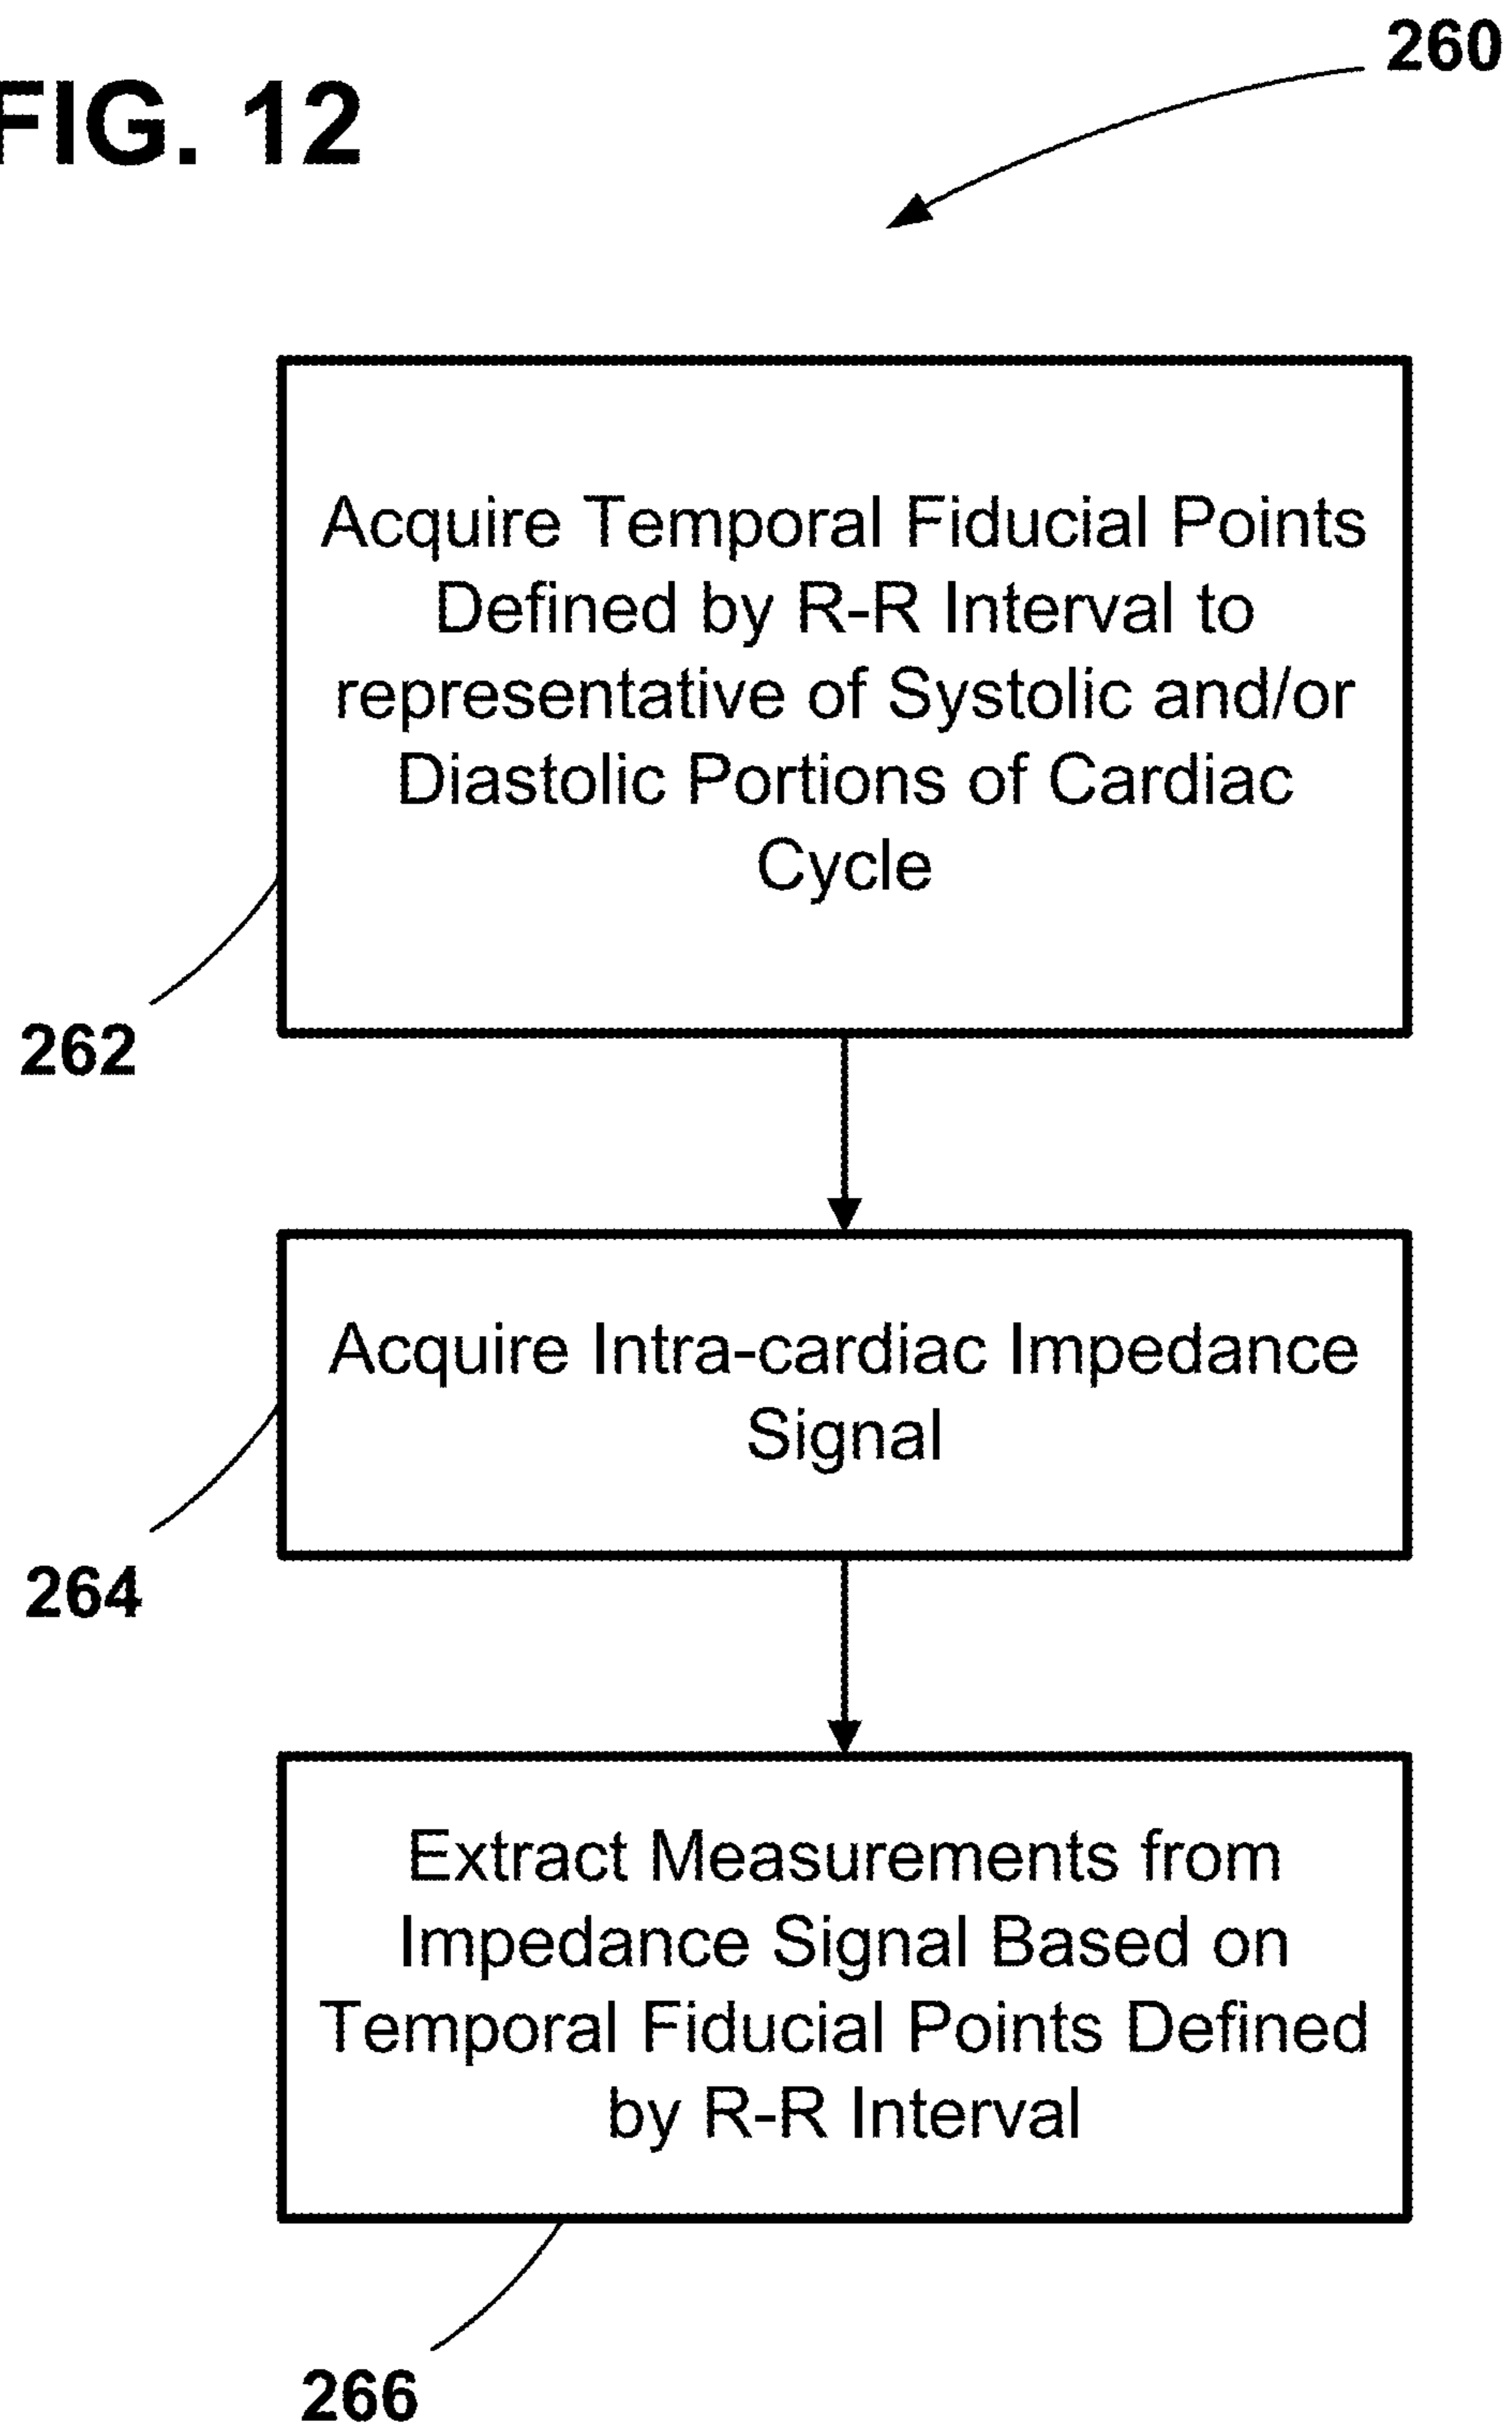 FIG. 12
260
Acquire Temporal Fiducial Points
Defined by R-R Interval to
representative of Systolic and/or
Diastolic Portions of Cardiac
Cycle
262
Acquire Intra-cardiac Impedance
Signal
264
Extract Measurements from
Impedance Signal Based on
Temporal Fiducial Points Defined
by R-R Interval
266